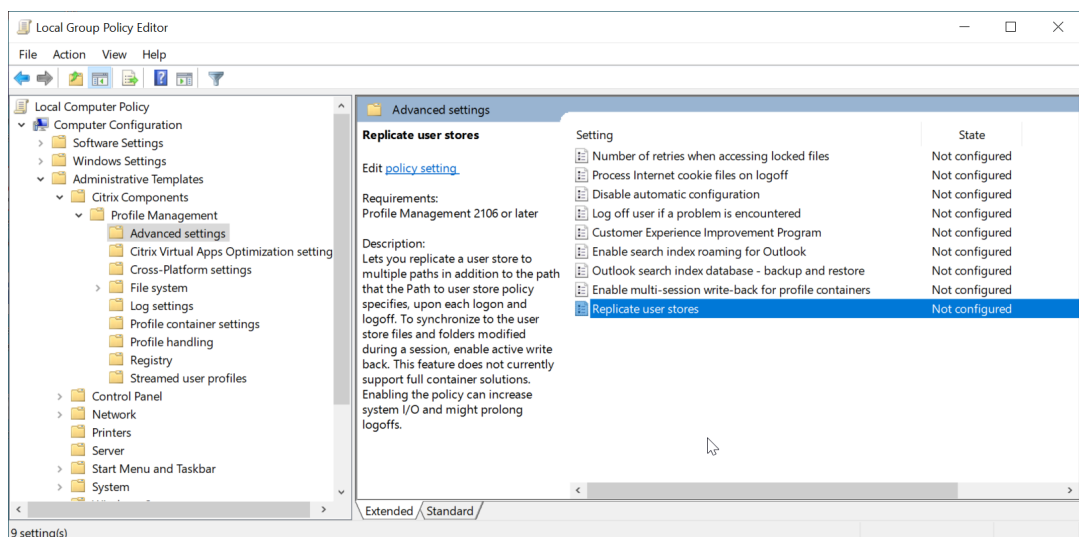 Local Group Policy Editor
File Action View Help
Local Computer Policy
Computer Configuration
Software Settings
Windows Settings
Administrative Templates
Citrix Components
Profile Management
Advanced settings
Citrix Virtual Apps Optimization setting
Cross-Platform settings
File system
Log settings
Profile container settings
Profile handling
Registry
Streamed user profiles
Control Panel
Network
Printers
Server
Start Menu and Taskbar
System
Advanced settings
Replicate user stores
Edit policy setting
Requirements:
Profile Management 2106 or later
Description:
Lets you replicate a user store to
multiple paths in addition to the path
that the Path to user store policy
specifies, upon each logon and
logoff. To synchronize to the user
store files and folders modified
during a session, enable active write
back. This feature does not currently
support full container solutions.
Enabling the policy can increase
system I/O and might prolong
logoffs.
Setting State
Number of retries when accessing locked files Not configured
Process Internet cookie files on logoff Not configured
Disable automatic configuration Not configured
Log off user if a problem is encountered Not configured
Customer Experience Improvement Program Not configured
Enable search index roaming for Outlook Not configured
Outlook search index database - backup and restore Not configured
Enable multi-session write-back for profile containers Not configured
Replicate user stores Not configured
Extended Standard
9 setting(s)